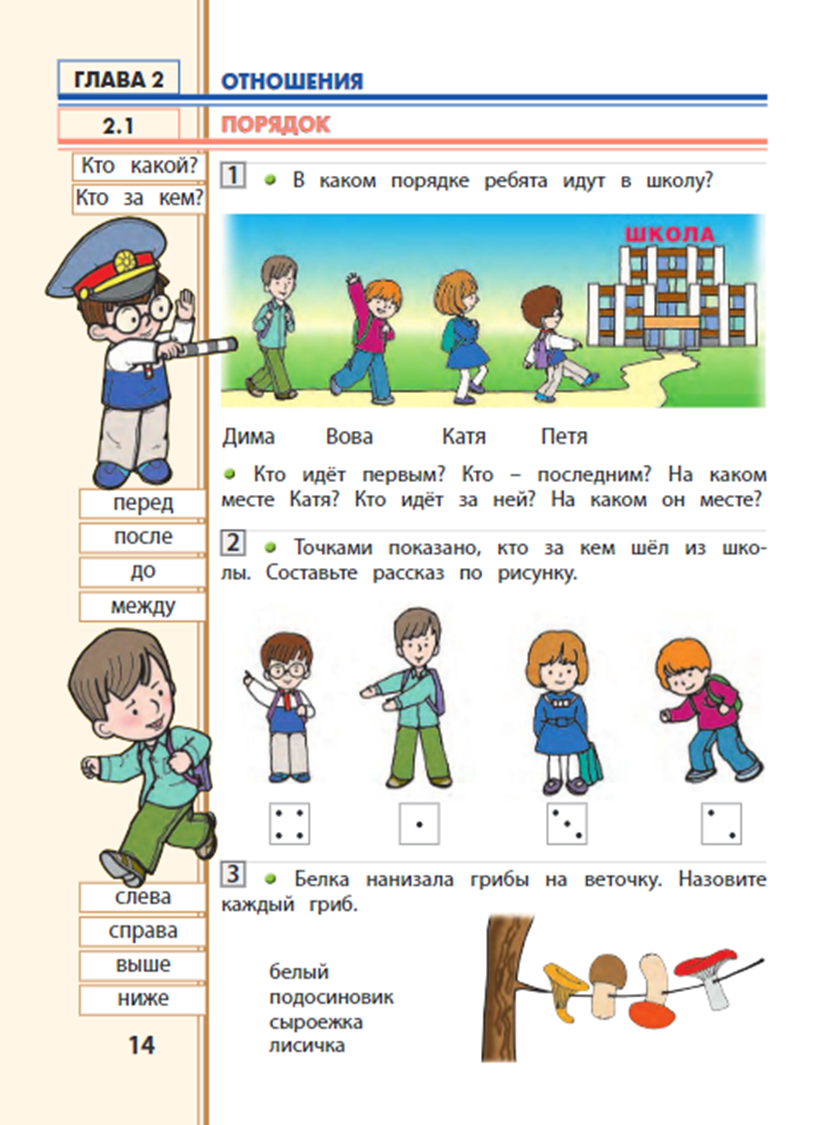 ГЛАВА 2
ОТНОШЕНИЯ
2.1
ПОРЯДОК
Кто какой?
Кто за кем?
1 В каком порядке ребята идут в школу?
ШКОЛА
Дима Вова Катя Петя
Кто идёт первым? Кто – последним? На каком
месте Катя? Кто идёт за ней? На каком он месте?
перед
после
до
между
2 Точками показано, кто за кем шёл из шко-
лы. Составьте рассказ по рисунку.
3 Белка нанизала грибы на веточку. Назовите
каждый гриб.
белый
подосиновик
сыроежка
лисичка
слева
справа
выше
ниже
14